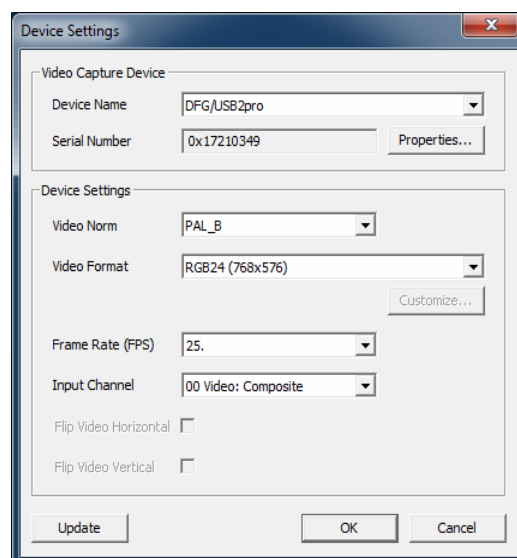 Device Settings
Video Capture Device
Device Name DFG/USB2pro
Serial Number 0x17210349 Properties...
Device Settings
Video Norm PAL_B
Video Format RGB24 (768x576)
Customize...
Frame Rate (FPS) 25.
Input Channel 00 Video: Composite
Flip Video Horizontal
Flip Video Vertical
Update OK Cancel